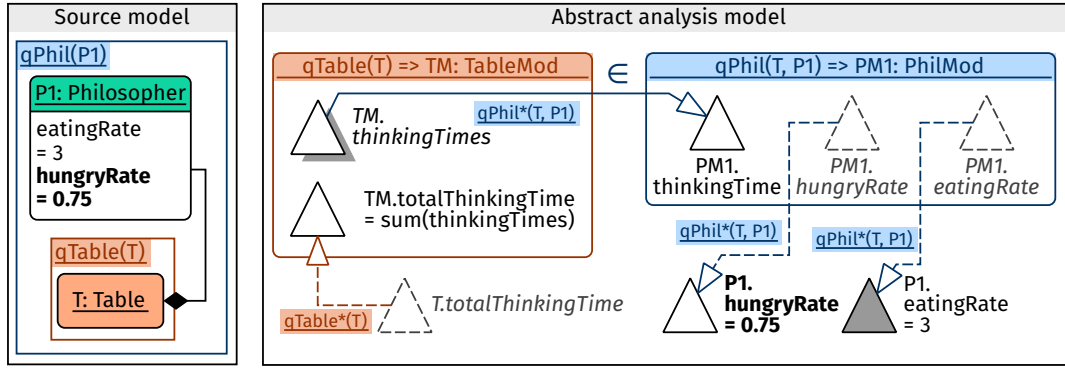 Source model
qPhil(P1)
P1: Philosopher
eatingRate
= 3
hungryRate
= 0.75
qTable(T)
T: Table
Abstract analysis model
qTable(T) => TM: TableMod
∈
qPhil(T, P1) => PM1: PhilMod
TM.
thinkingTimes
qPhil*(T, P1)
TM.totalThinkingTime
= sum(thinkingTimes)
PM1.
thinkingTime
PM1.
hungryRate
PM1.
eatingRate
qTable*(T)
T.totalThinkingTime
qPhil*(T, P1)
qPhil*(T, P1)
P1.
hungryRate
= 0.75
P1.
eatingRate
= 3